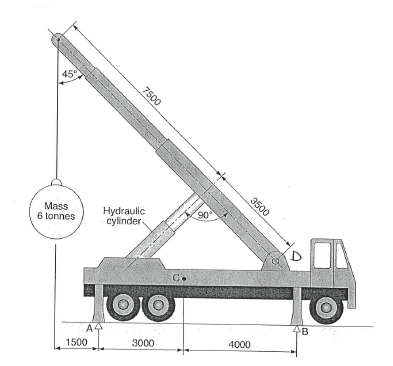 45°
7500
Mass
6 tonnes
Hydraulic
cylinder
90°
3500
D
C
A
B
1500
3000
4000